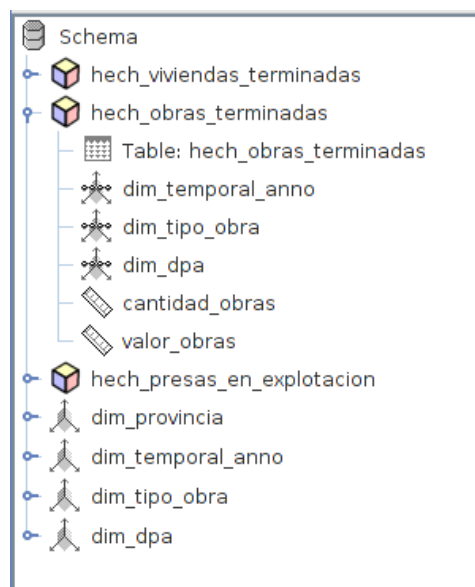 Schema
hech_viviendas_terminadas
hech_obras_terminadas
Table: hech_obras_terminadas
dim_temporal_anno
dim_tipo_obra
dim_dpa
cantidad_obras
valor_obras
hech_presas_en_explotacion
dim_provincia
dim_temporal_anno
dim_tipo_obra
dim_dpa